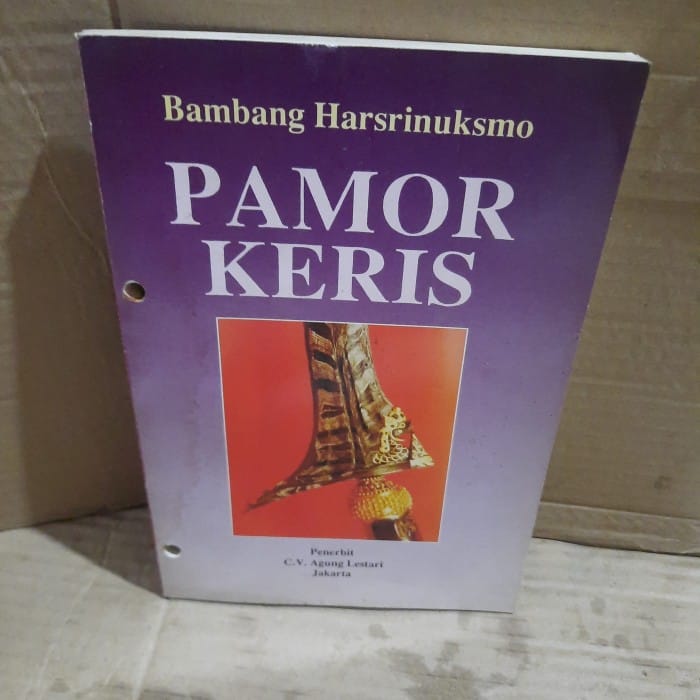 Bambang Harsrinuksmo
PAMOR
KERIS
Penerbit
C.V. Agung Lestari
Jakarta